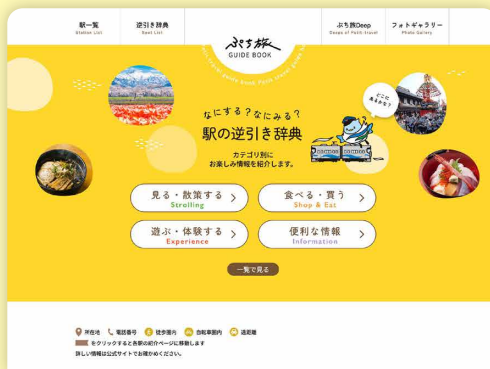 駅一覧
Station List
逆引き辞典
Spot List
ぷち旅
GUIDE BOOK
ぷち旅Deep
Deeps of Petit travel
フォトギャラリー
Photo Gallery
なにする？なにみる？
駅の逆引き辞典
カテゴリ別に
お楽しみ情報を紹介します。
どこに
見る・散策する
Strolling
食べる・買う
Shop & Eat
遊ぶ・体験する
Experience
便利な情報
Information
一覧で見る
所在地 電話番号 徒歩圏内 自転車圏内 遠距離
をクリックすると各駅の紹介ページに移動します
詳しい情報は公式サイトでお確かめください。